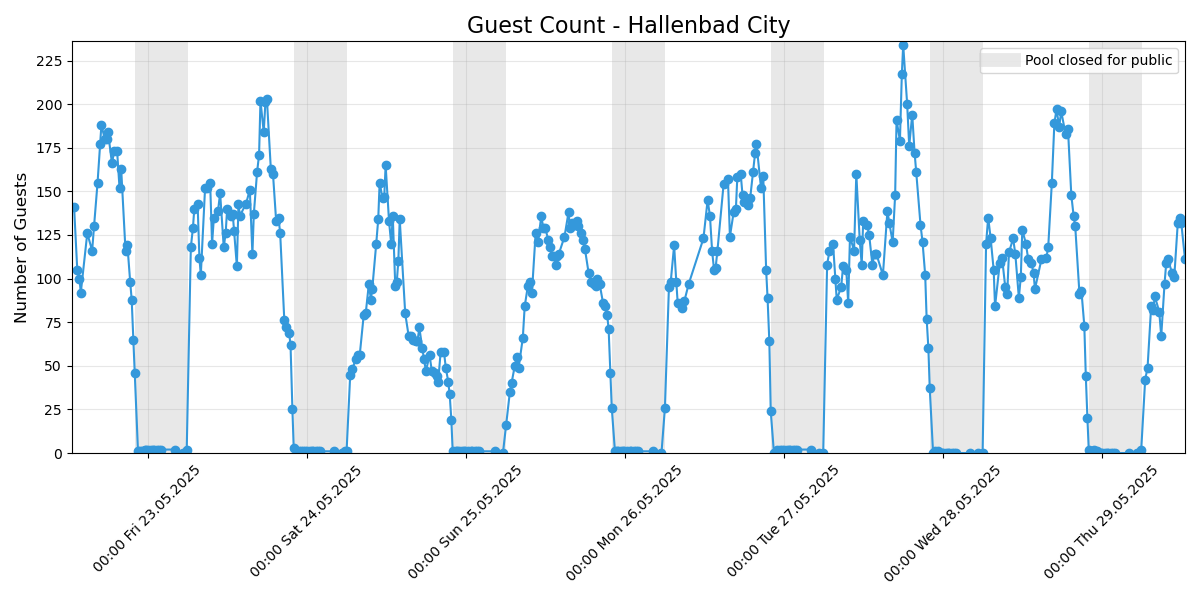 Guest Count - Hallenbad City
Pool closed for public
Number of Guests
225
200
175
150
125
100
75
50
25
0
00:00 Fri 23.05.2025
00:00 Sat 24.05.2025
00:00 Sun 25.05.2025
00:00 Mon 26.05.2025
00:00 Tue 27.05.2025
00:00 Wed 28.05.2025
00:00 Thu 29.05.2025